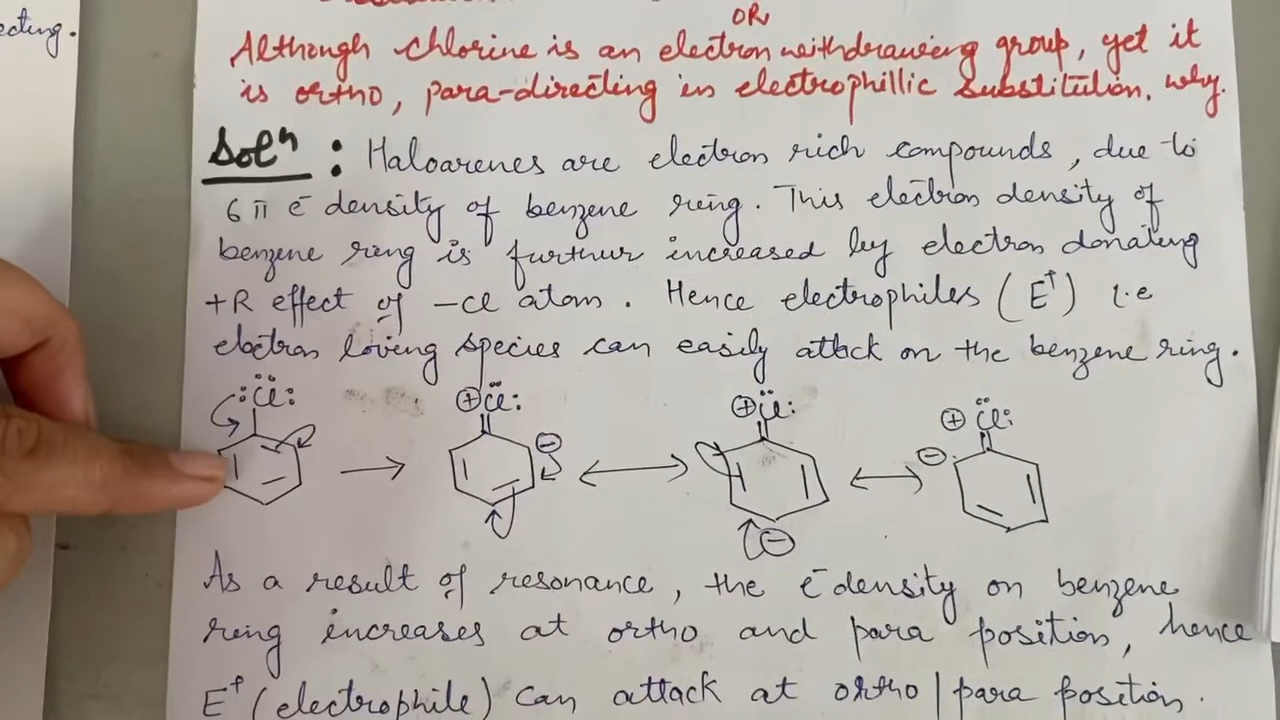 ecting.
OR
Although chlorine is an electron withdrawing group, yet it
is ortho, para-directing in electrophillic substitution. why.
Solⁿ : Haloarenes are electron rich compounds, due to
6 π ē density of benzene ring. This electron density of
benzene ring is further increased by electron donating
+R effect of -cl atom. Hence electrophiles (E⁺) i.e
electron loving species can easily attack on the benzene ring.
:C̈l: ⊕C̈l: ⊕C̈l: ⊕ C̈l:
⊖ ⊖ ⊖
As a result of resonance, the ē density on benzene
ring increases at ortho and para position, hence
E⁺ (electrophile) can attack at ortho | para position.